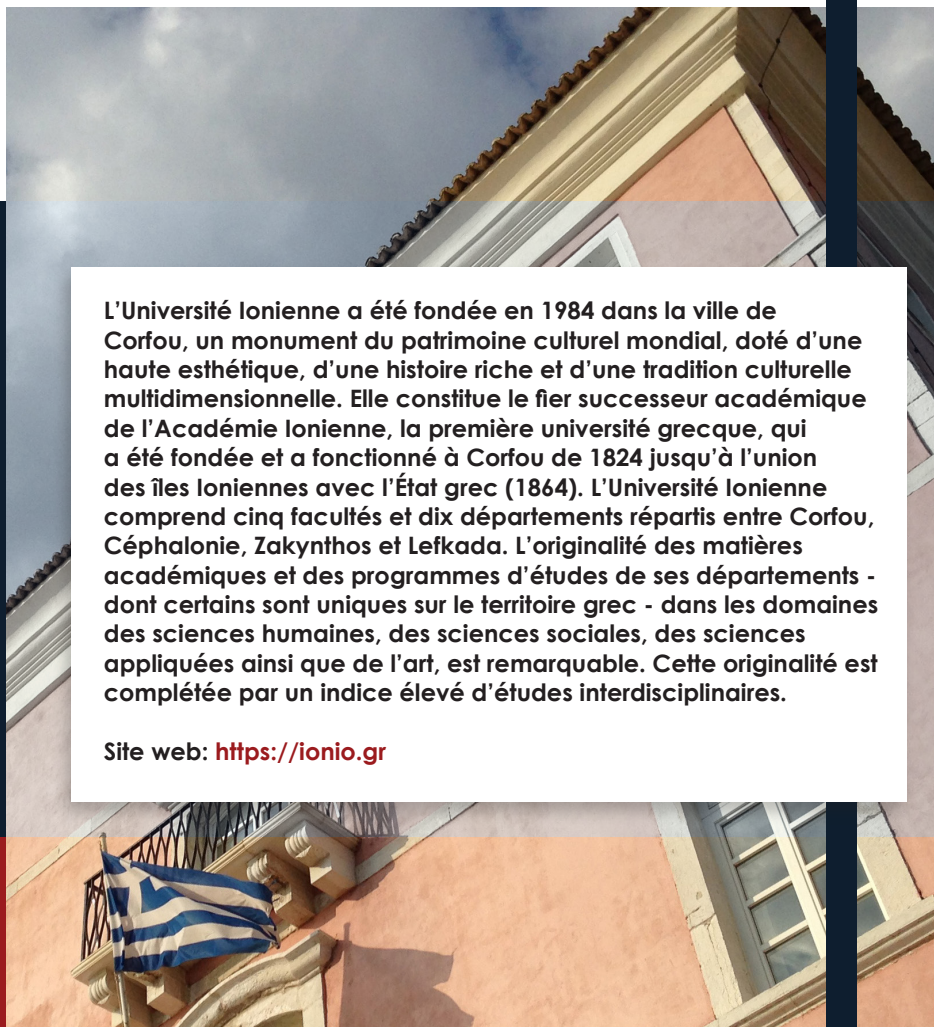 L’Université Ionienne a été fondée en 1984 dans la ville de
Corfou, un monument du patrimoine culturel mondial, doté d’une
haute esthétique, d’une histoire riche et d’une tradition culturelle
multidimensionnelle. Elle constitue le fier successeur académique
de l’Académie Ionienne, la première université grecque, qui
a été fondée et a fonctionné à Corfou de 1824 jusqu’à l’union
des îles Ioniennes avec l’État grec (1864). L’Université Ionienne
comprend cinq facultés et dix départements répartis entre Corfou,
Céphalonie, Zakynthos et Lefkada. L’originalité des matières
académiques et des programmes d’études de ses départements -
dont certains sont uniques sur le territoire grec - dans les domaines
des sciences humaines, des sciences sociales, des sciences
appliquées ainsi que de l’art, est remarquable. Cette originalité est
complétée par un indice élevé d’études interdisciplinaires.
Site web: https://ionio.gr